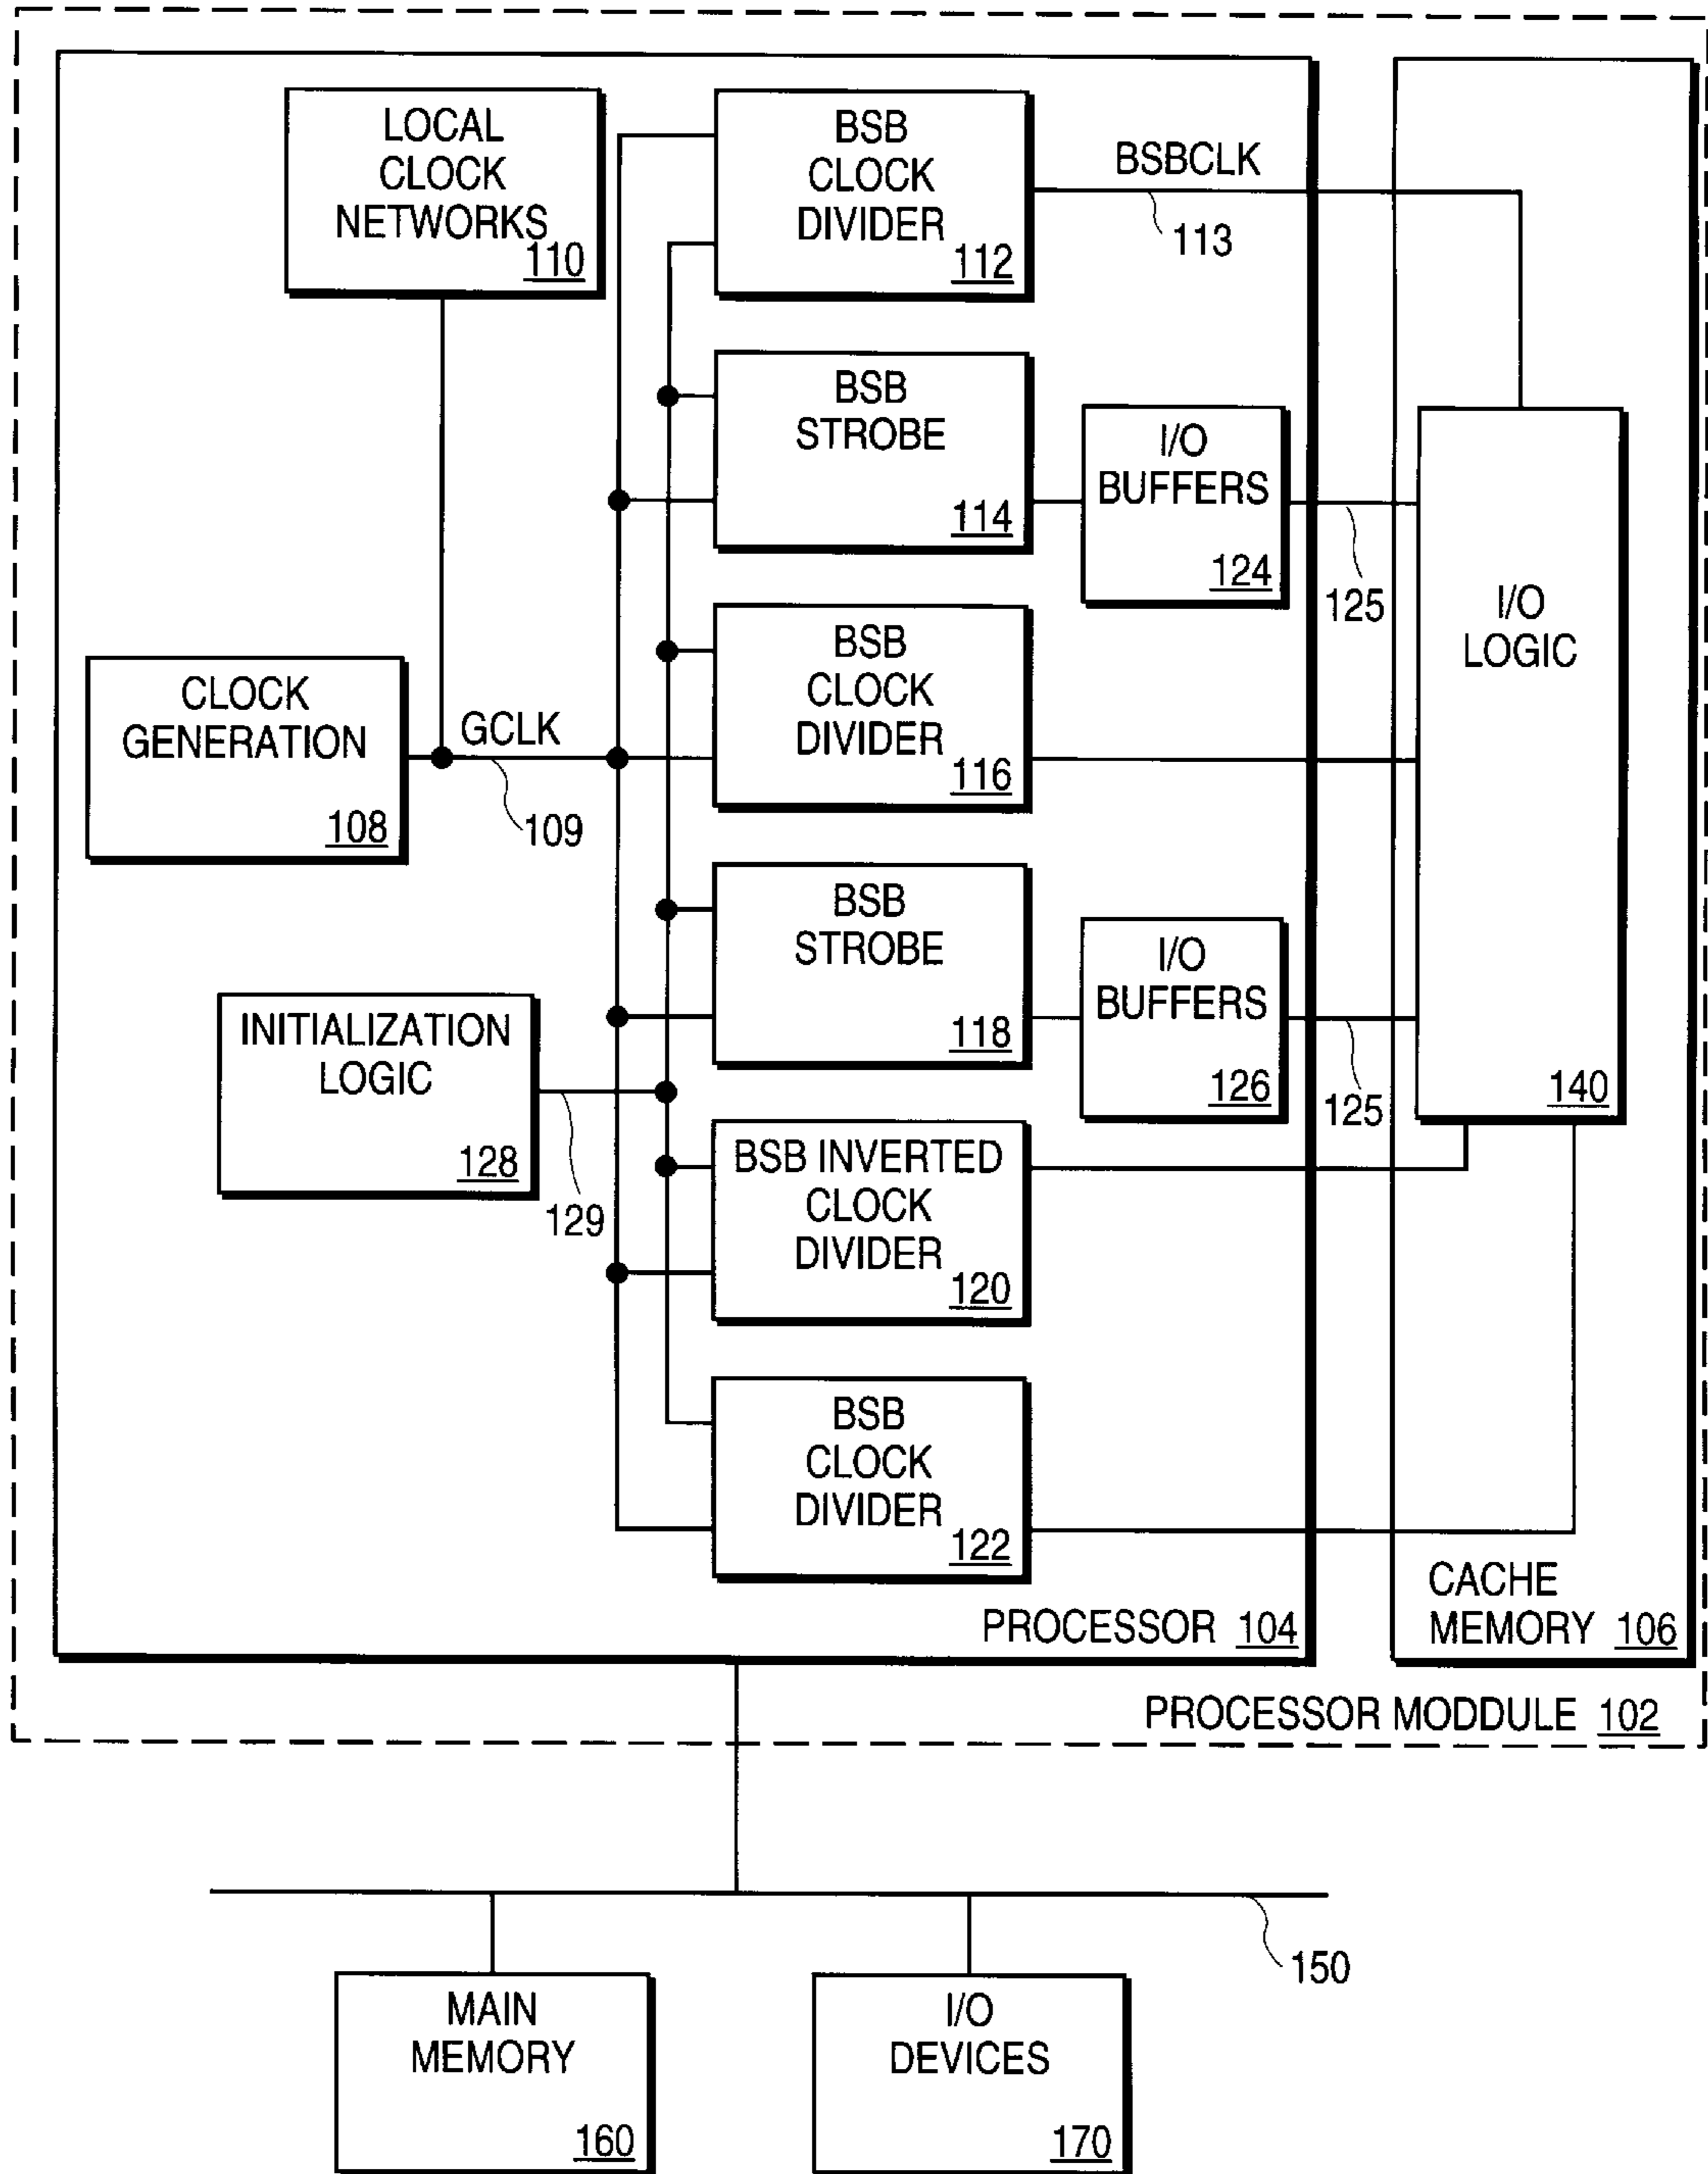 LOCAL
CLOCK
NETWORKS
110
BSB
CLOCK
DIVIDER
112
BSBCLK
113
BSB
STROBE
114
I/O
BUFFERS
124
125
I/O
LOGIC
140
CLOCK
GENERATION
108
GCLK
109
BSB
CLOCK
DIVIDER
116
BSB
STROBE
118
I/O
BUFFERS
126
125
INITIALIZATION
LOGIC
128
129
BSB INVERTED
CLOCK
DIVIDER
120
BSB
CLOCK
DIVIDER
122
PROCESSOR 104
CACHE
MEMORY 106
PROCESSOR MODDULE 102
150
MAIN
MEMORY
160
I/O
DEVICES
170